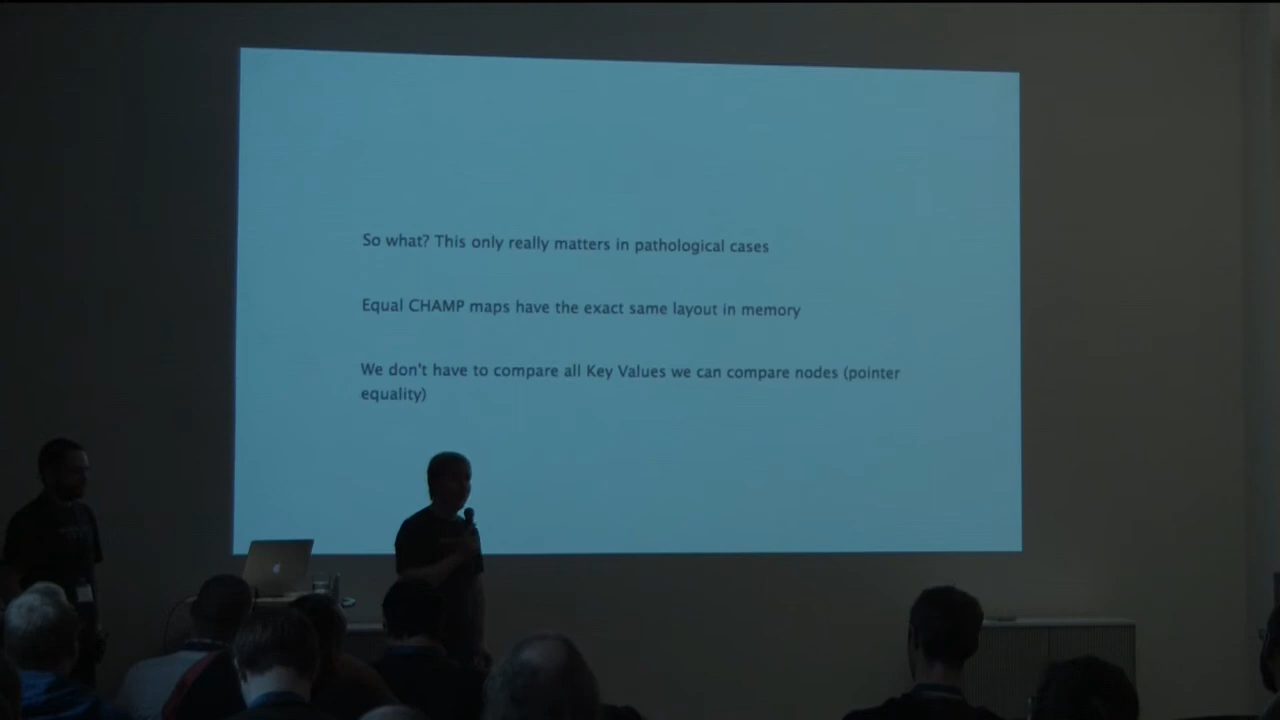 So what? This only really matters in pathological cases
Equal CHAMP maps have the exact same layout in memory
We don't have to compare all Key Values we can compare nodes (pointer
equality)